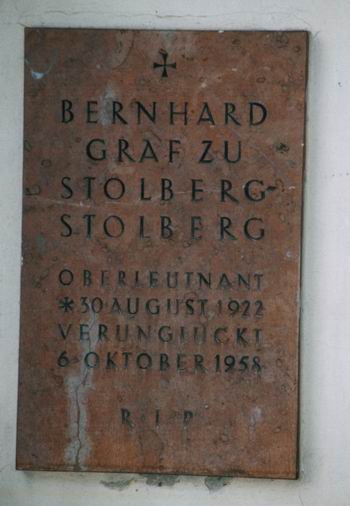 BERNHARD
GRAF ZU
STOLBERG-
STOLBERG
OBERLEUTNANT
*30 AUGUST 1922
VERUNGLÜCKT
6·OKTOBER 1958
R I P